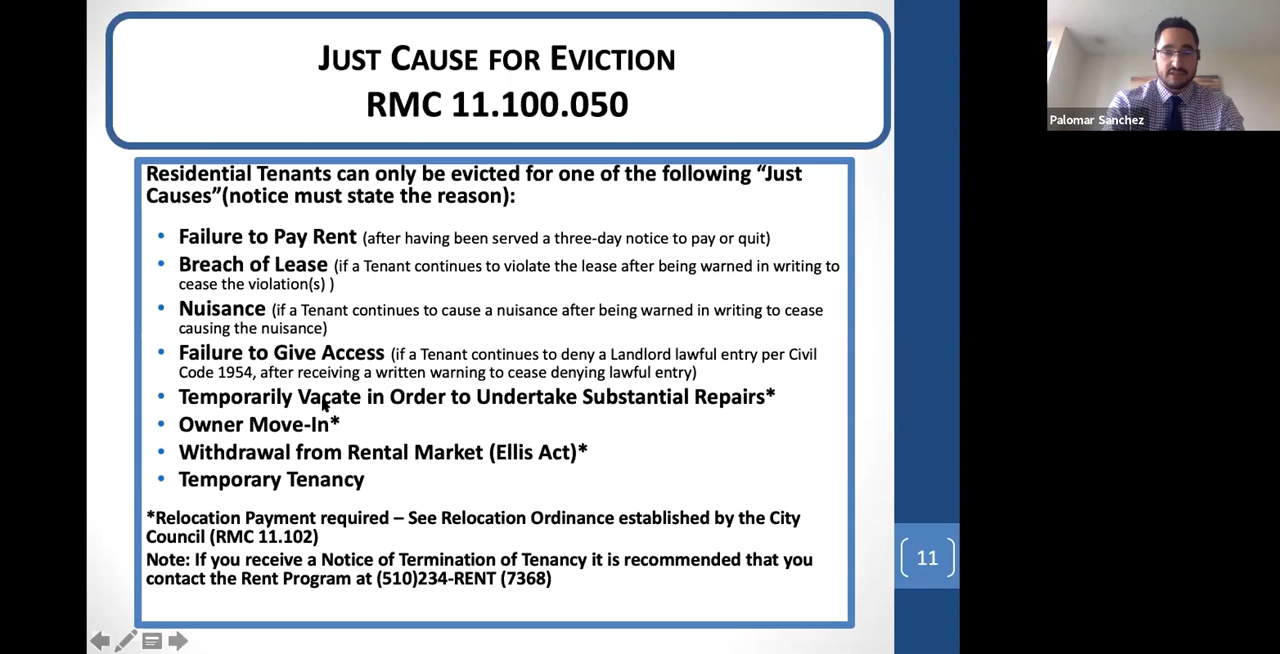 JUST CAUSE FOR EVICTION
RMC 11.100.050
Residential Tenants can only be evicted for one of the following “Just
Causes”(notice must state the reason):
• Failure to Pay Rent (after having been served a three-day notice to pay or quit)
• Breach of Lease (if a Tenant continues to violate the lease after being warned in writing to
cease the violation(s) )
• Nuisance (if a Tenant continues to cause a nuisance after being warned in writing to cease
causing the nuisance)
• Failure to Give Access (if a Tenant continues to deny a Landlord lawful entry per Civil
Code 1954, after receiving a written warning to cease denying lawful entry)
• Temporarily Vacate in Order to Undertake Substantial Repairs*
• Owner Move-In*
• Withdrawal from Rental Market (Ellis Act)*
• Temporary Tenancy
*Relocation Payment required – See Relocation Ordinance established by the City
Council (RMC 11.102)
Note: If you receive a Notice of Termination of Tenancy it is recommended that you
contact the Rent Program at (510)234-RENT (7368)
11
Palomar Sanchez